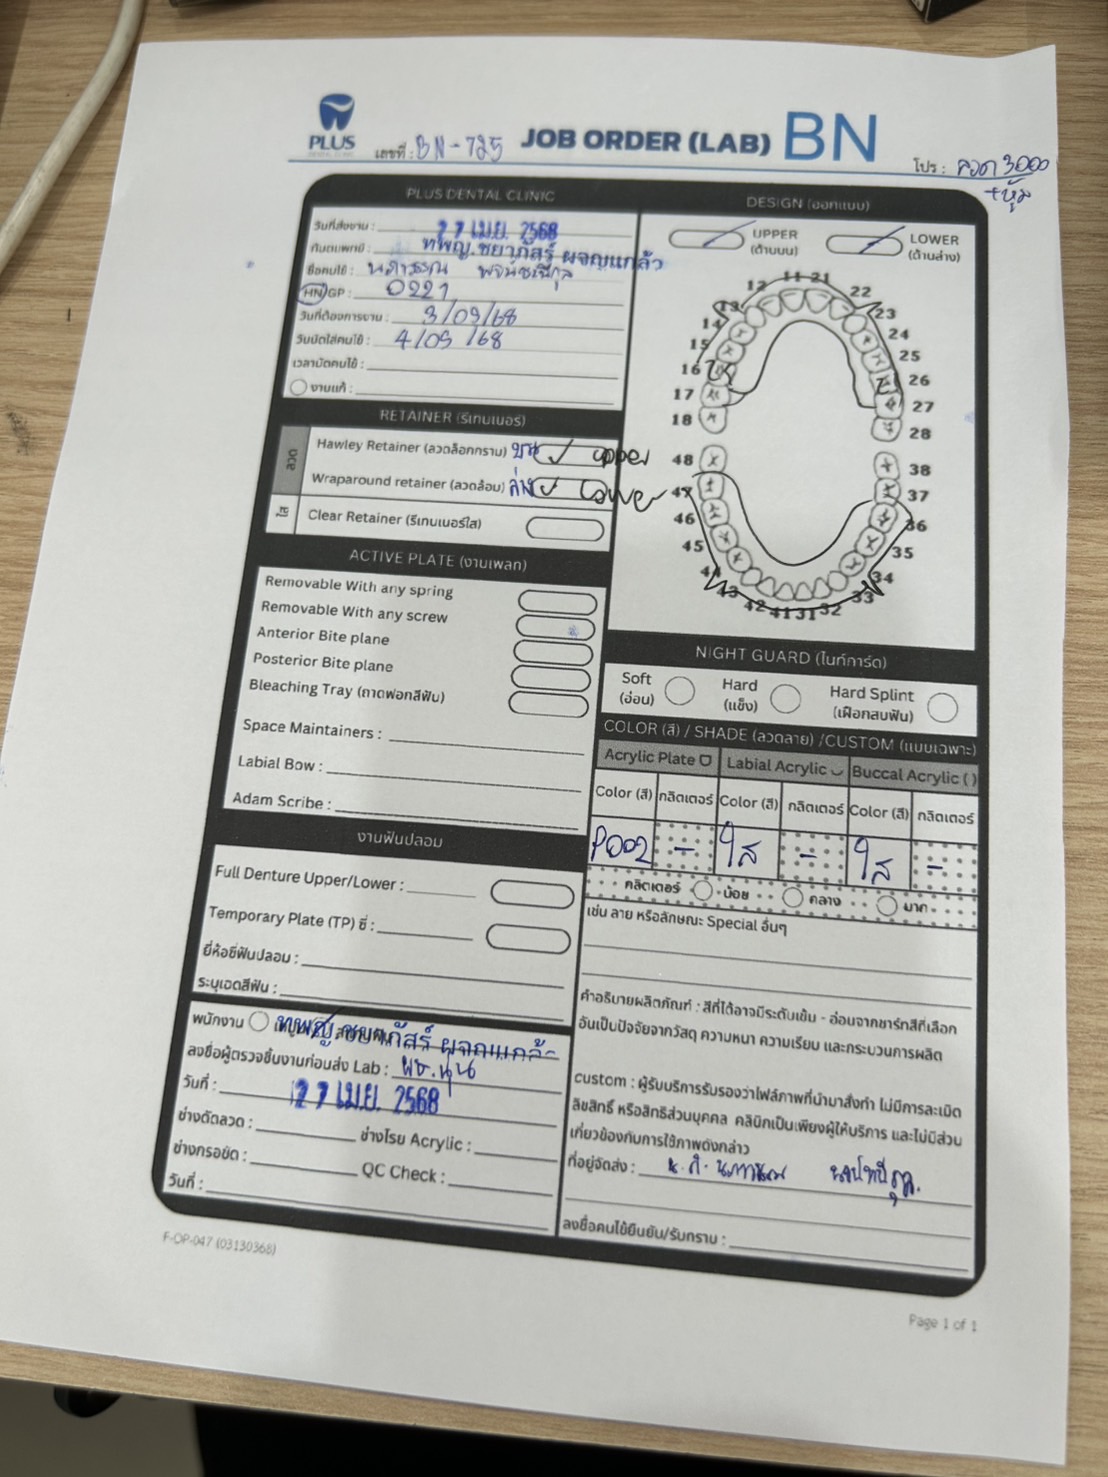 PLUS
DENTAL CLINIC
เลขที่ : BN-725
JOB ORDER (LAB) BN
โปร : ลวด 3000
+หุ้ม
PLUS DENTAL CLINIC
วันที่ส่งงาน : 27 เม.ย. 2568
ทันตแพทย์ : ทพญ.ชยาภัสร์ ผจญแกล้ว
ชื่อคนไข้ :
HN/GP : 0221
วันที่ต้องการงาน : 3/05/68
วันนัดใส่คนไข้ : 4/05/68
เวลานัดคนไข้ :
งานแก้ :
DESIGN (ออกแบบ)
UPPER
(ด้านบน)
LOWER
(ด้านล่าง)
11 21
12 22
13 23
14 24
15 25
16 26
17 27
18 28
48 38
47 37
46 36
45 35
44 34
43 33
42 41 31 32
RETAINER (รีเทนเนอร์)
ลวด
Hawley Retainer (ลวดล็อกกราม) บน upper
Wraparound retainer (ลวดล้อม) ล่าง Lower
ใส
Clear Retainer (รีเทนเนอร์ใส)
ACTIVE PLATE (งานเพลท)
Removable With any spring
Removable With any screw
Anterior Bite plane
Posterior Bite plane
Bleaching Tray (ถาดฟอกสีฟัน)
Space Maintainers :
Labial Bow :
Adam Scribe :
NIGHT GUARD (ไนท์การ์ด)
Soft
(อ่อน)
Hard
(แข็ง)
Hard Splint
(เฝือกสบฟัน)
COLOR (สี) / SHADE (ลวดลาย) /CUSTOM (แบบเฉพาะ)
Acrylic Plate Labial Acrylic Buccal Acrylic ( )
Color (สี) กลิตเตอร์ Color (สี) กลิตเตอร์ Color (สี) กลิตเตอร์
P002 - ใส - ใส -
กลิตเตอร์ น้อย กลาง มาก
เช่น ลาย หรือลักษณะ Special อื่นๆ
งานฟันปลอม
Full Denture Upper/Lower :
Temporary Plate (TP) ซี่ :
ยี่ห้อซี่ฟันปลอม :
ระบุเฉดสีฟัน :
คำอธิบายผลิตภัณฑ์ : สีที่ได้อาจมีระดับเข้ม - อ่อนจากชาร์ทสีที่เลือก
อันเป็นปัจจัยจากวัสดุ ความหนา ความเรียบ และกระบวนการผลิต
custom : ผู้รับบริการรับรองว่าไฟล์ภาพที่นำมาสั่งทำ ไม่มีการละเมิด
ลิขสิทธิ์ หรือสิทธิส่วนบุคคล คลินิกเป็นเพียงผู้ให้บริการ และไม่มีส่วน
เกี่ยวข้องกับการใช้ภาพดังกล่าว
ที่อยู่จัดส่ง :
ลงชื่อคนไข้ยืนยัน/รับทราบ :
พนักงาน ทพญ.ชยาภัสร์ ผจญแกล้ว
ลงชื่อผู้ตรวจชิ้นงานก่อนส่ง Lab :
วันที่ : 27 เม.ย. 2568
ช่างดัดลวด : ช่างโรย Acrylic :
ช่างกรอขัด : QC Check :
วันที่ :
F-OP-047 (03130368)
Page 1 of 1